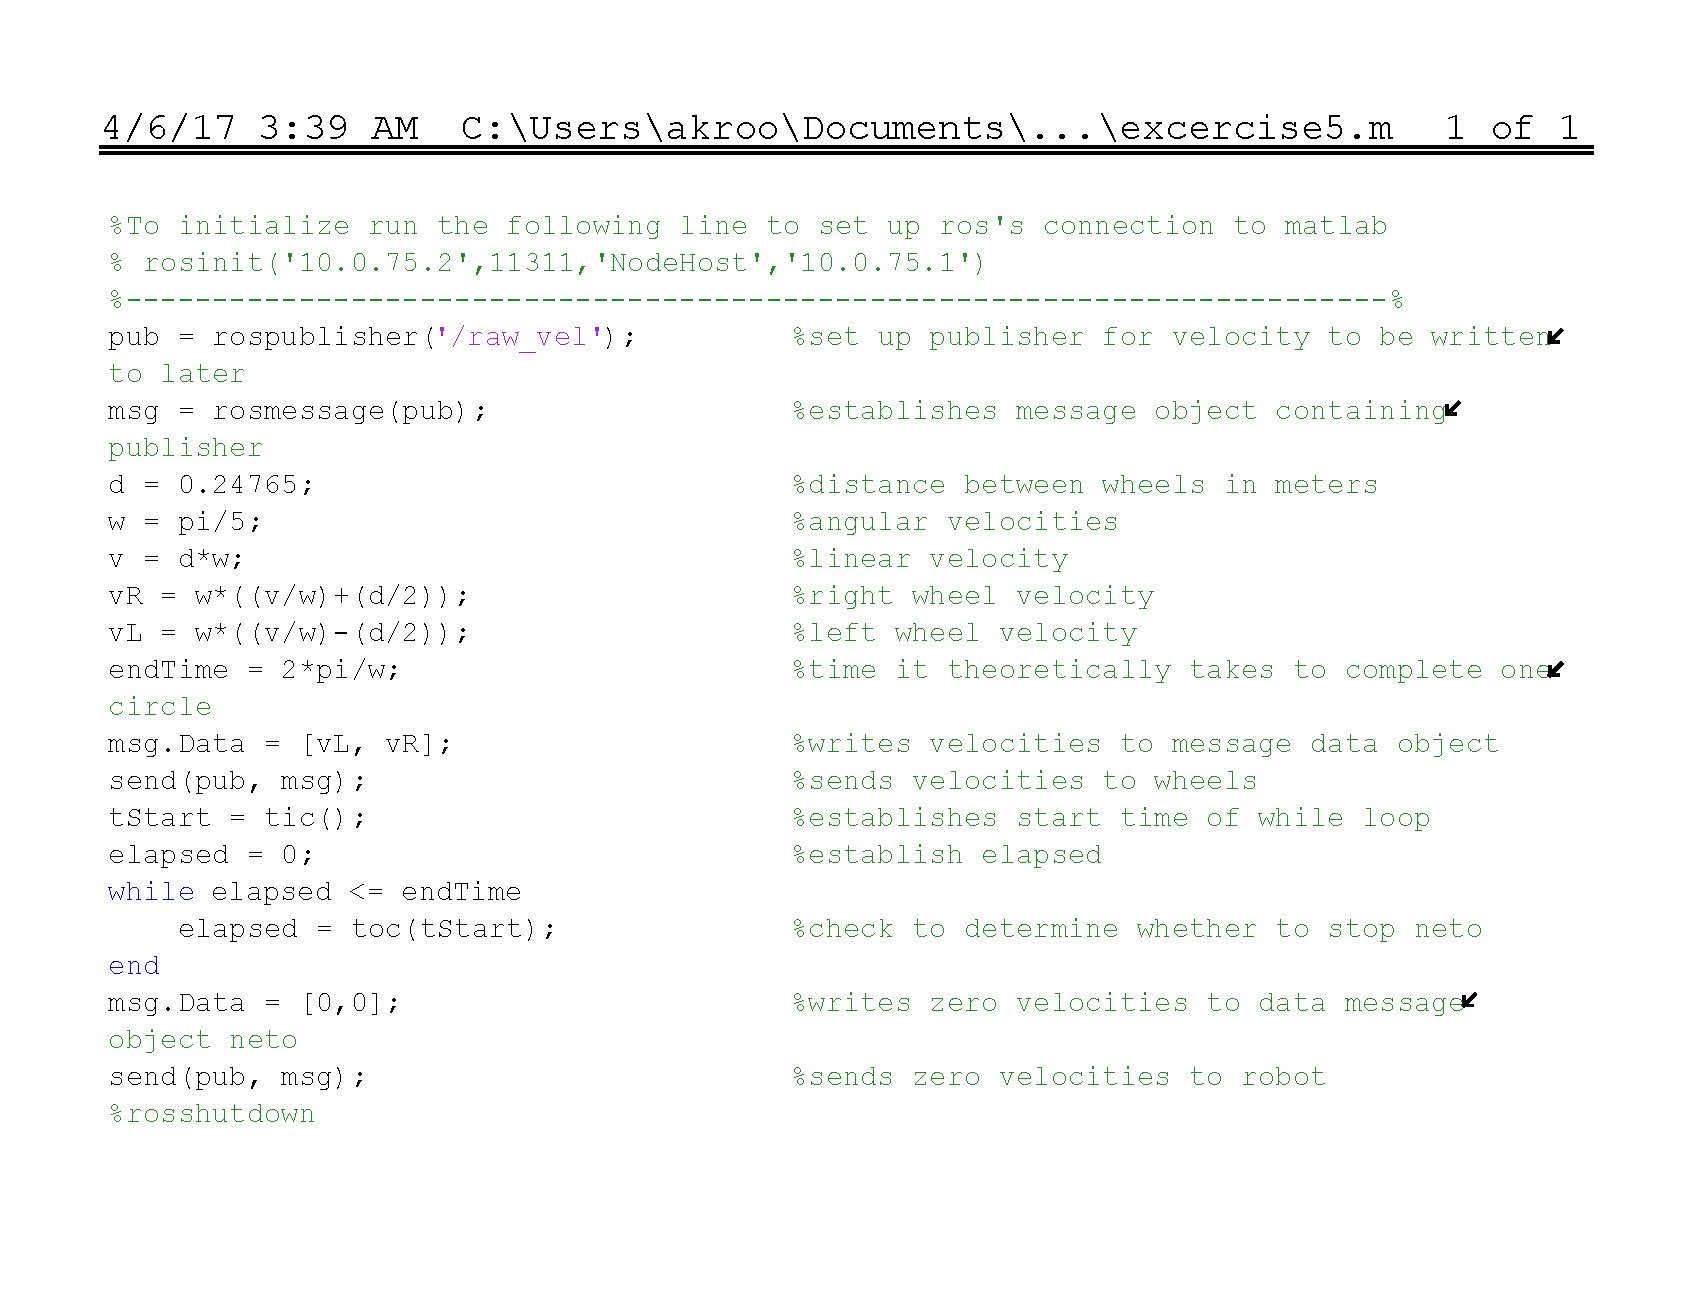 4/6/17 3:39 AM  C:\Users\akroo\Documents\...\excercise5.m  1 of 1
%To initialize run the following line to set up ros's connection to matlab
% rosinit('10.0.75.2',11311,'NodeHost','10.0.75.1')
%-------------------------------------------------------------------------%
pub = rospublisher('/raw_vel');         %set up publisher for velocity to be written↙
to later
msg = rosmessage(pub);                  %establishes message object containing↙
publisher
d = 0.24765;                            %distance between wheels in meters
w = pi/5;                               %angular velocities
v = d*w;                                %linear velocity
vR = w*((v/w)+(d/2));                   %right wheel velocity
vL = w*((v/w)-(d/2));                   %left wheel velocity
endTime = 2*pi/w;                       %time it theoretically takes to complete one↙
circle
msg.Data = [vL, vR];                    %writes velocities to message data object
send(pub, msg);                         %sends velocities to wheels
tStart = tic();                         %establishes start time of while loop
elapsed = 0;                            %establish elapsed
while elapsed <= endTime
    elapsed = toc(tStart);              %check to determine whether to stop neto
end
msg.Data = [0,0];                       %writes zero velocities to data message↙
object neto
send(pub, msg);                         %sends zero velocities to robot
%rosshutdown